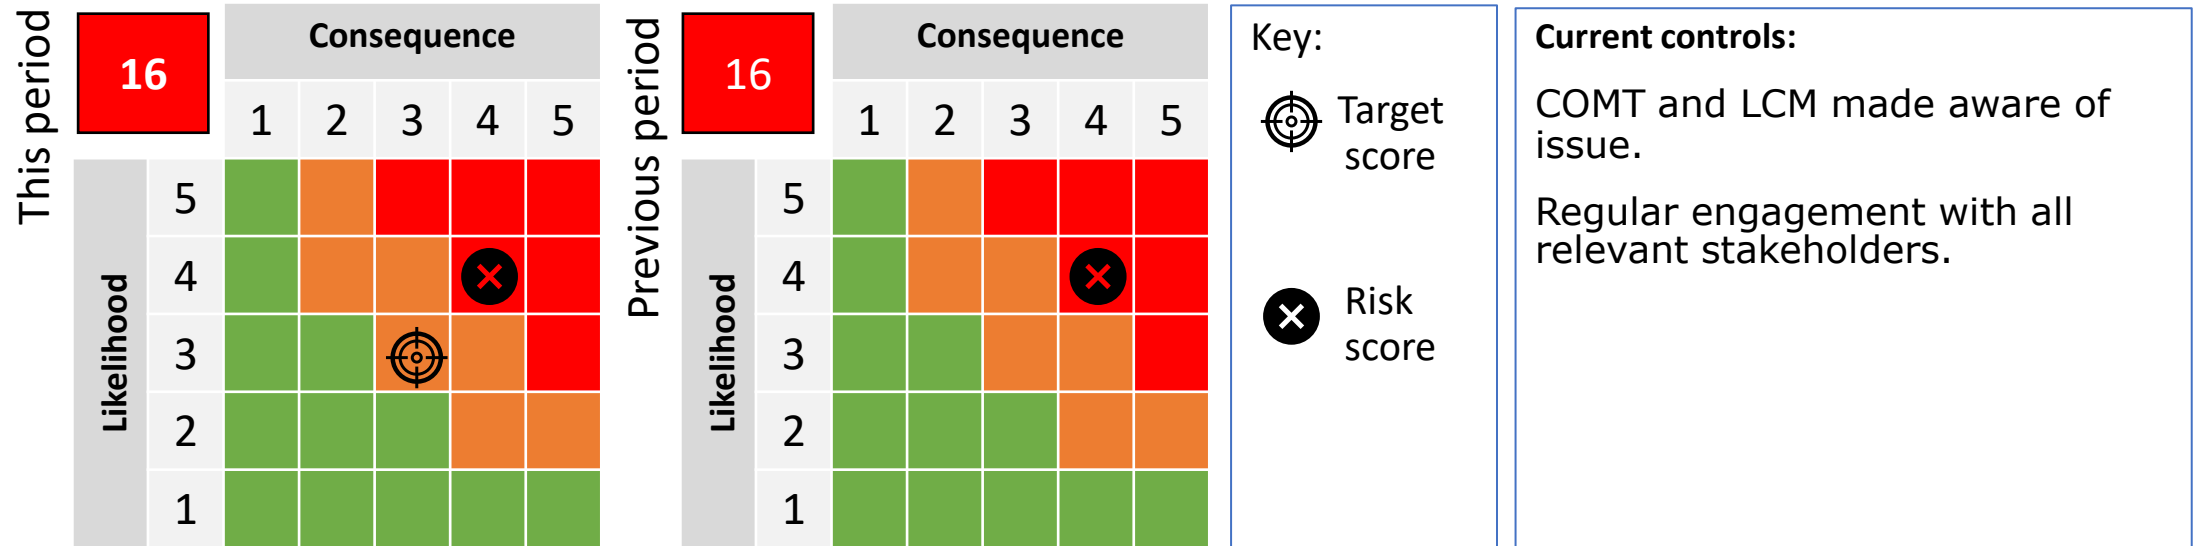 This period
16
Consequence
1 2 3 4 5
Likelihood
5
4
3
2
1
Previous period
16
Consequence
1 2 3 4 5
Likelihood
5
4
3
2
1
Key:
Target
score
Risk
score
Current controls:
COMT and LCM made aware of
issue.
Regular engagement with all
relevant stakeholders.